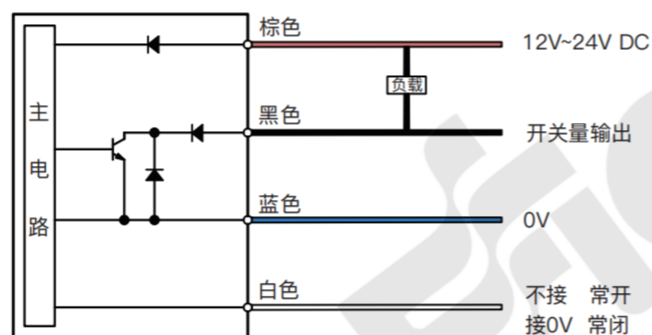 棕色
12V~24V DC
负载
主电路
黑色
开关量输出
蓝色
0V
白色
不接 常开
接0V 常闭